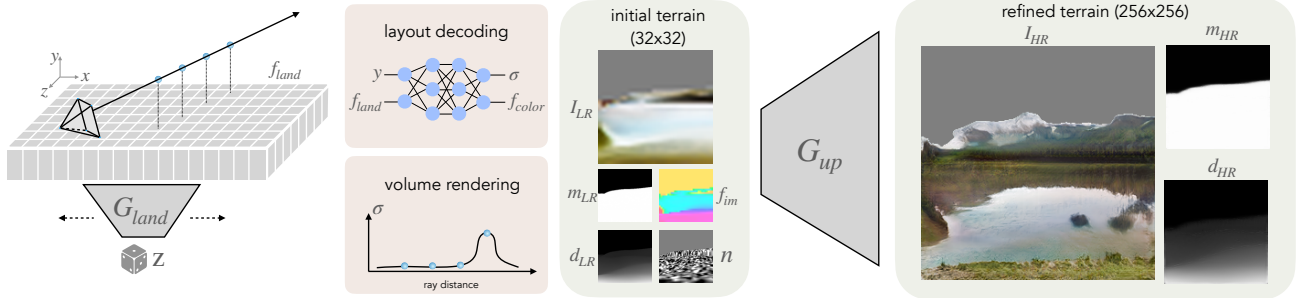 y
x
z
f_land
G_land
z
layout decoding
y
σ
f_land
f_color
volume rendering
σ
ray distance
initial terrain
(32x32)
I_LR
m_LR
f_im
d_LR
n
G_up
refined terrain (256x256)
I_HR
m_HR
d_HR